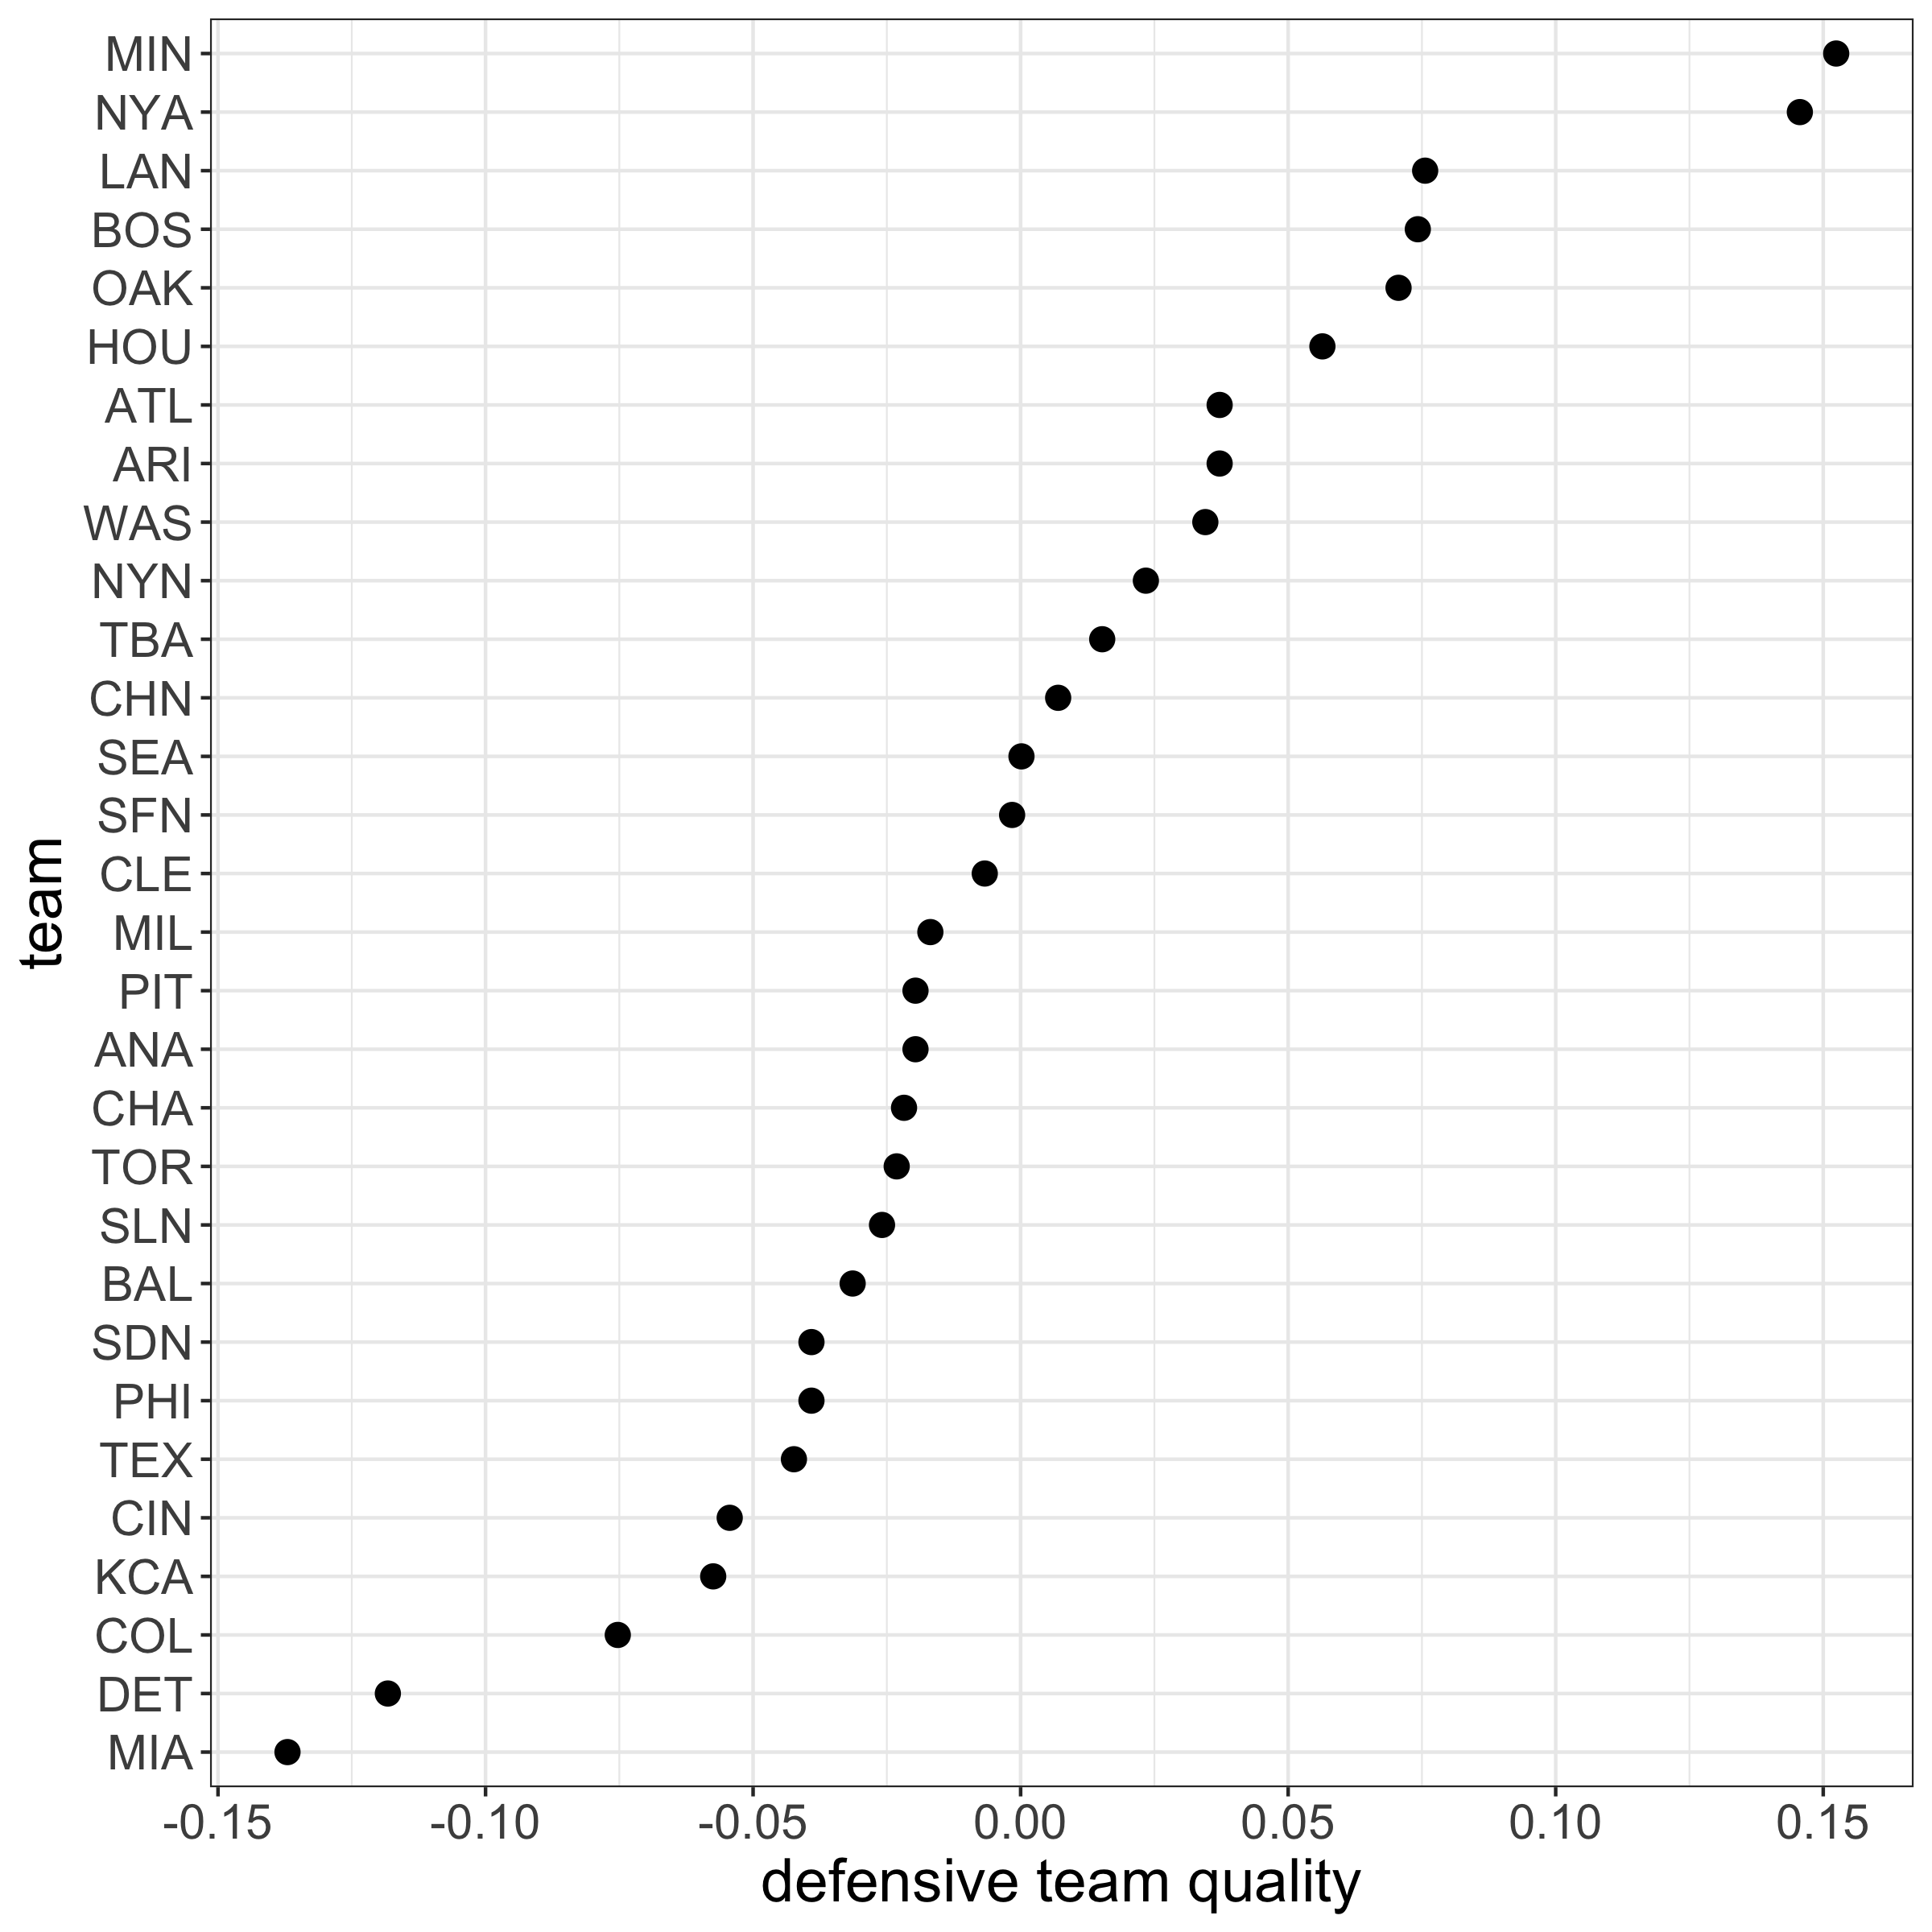 MIN
NYA
LAN
BOS
OAK
HOU
ATL
ARI
WAS
NYN
TBA
CHN
SEA
SFN
CLE
MIL
PIT
ANA
CHA
TOR
SLN
BAL
SDN
PHI
TEX
CIN
KCA
COL
DET
MIA
team
-0.15 -0.10 -0.05 0.00 0.05 0.10 0.15
defensive team quality